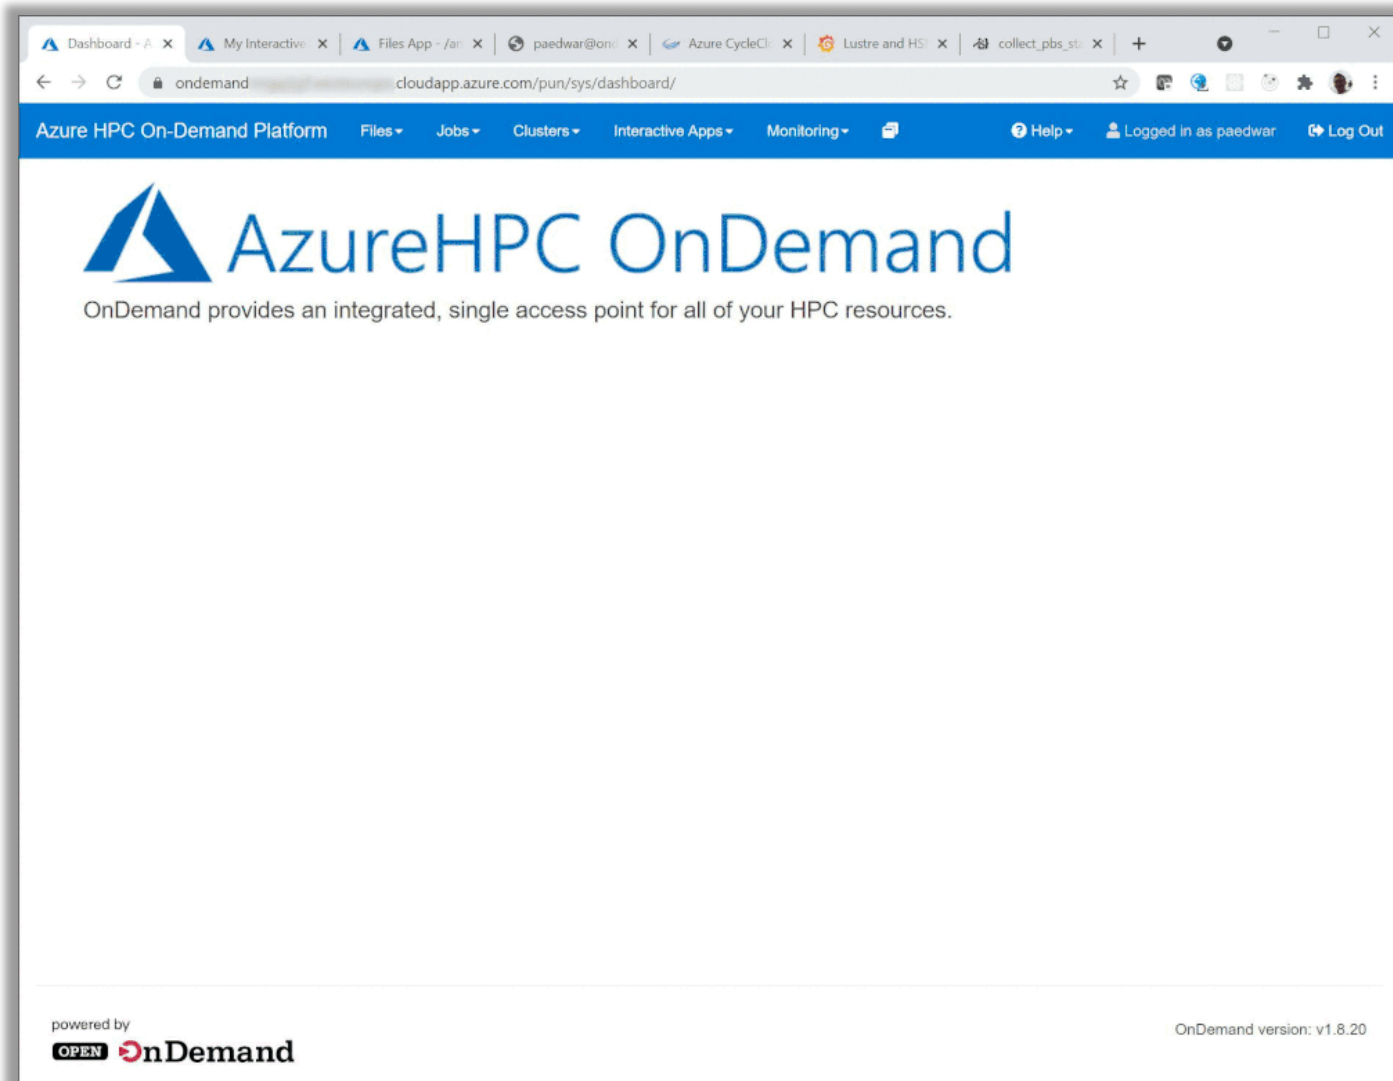 Dashboard - A
My Interactive
Files App - /an
paedwar@ond
Azure CycleCl
Lustre and HS
collect_pbs_sta
ondemand .cloudapp.azure.com/pun/sys/dashboard/
Azure HPC On-Demand Platform Files Jobs Clusters Interactive Apps Monitoring Help Logged in as paedwar Log Out
AzureHPC OnDemand
OnDemand provides an integrated, single access point for all of your HPC resources.
powered by
OPEN OnDemand
OnDemand version: v1.8.20